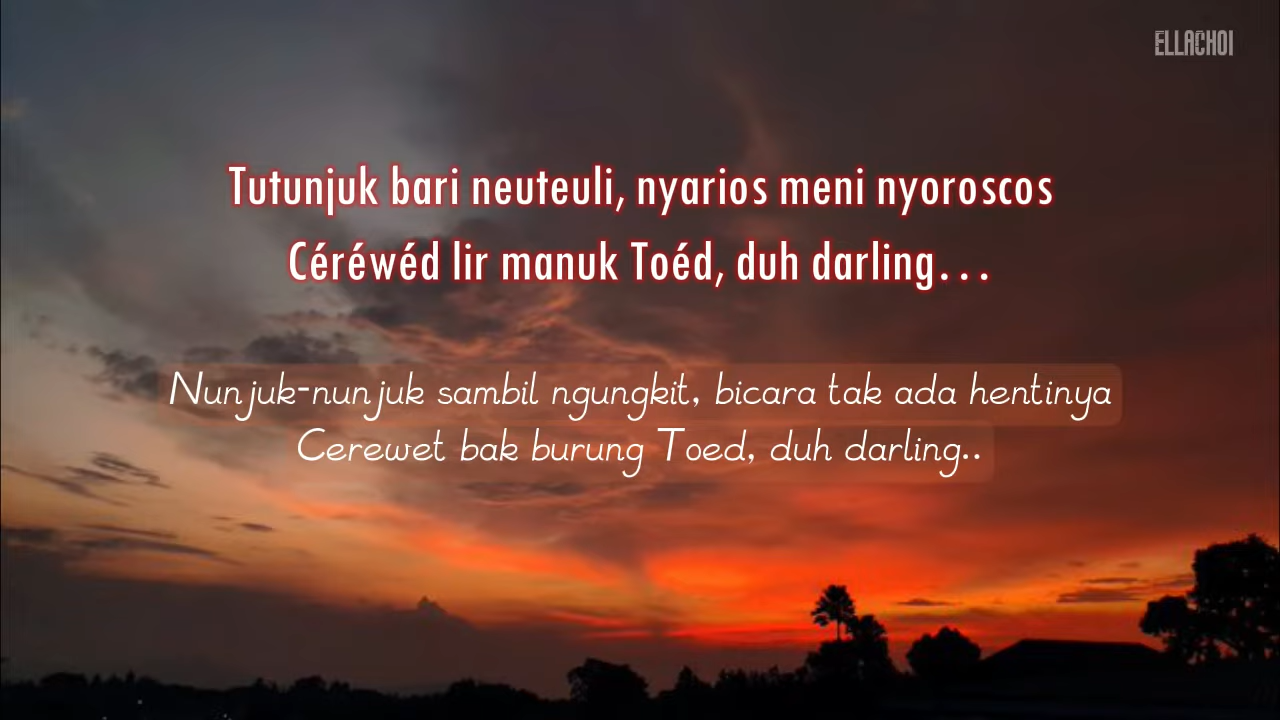 ELLACHOI
Tutunjuk bari neuteuli, nyarios meni nyoroscos
Céréwéd lir manuk Toéd, duh darling...
Nunjuk-nunjuk sambil ngungkit, bicara tak ada hentinya
Cerewet bak burung Toed, duh darling..